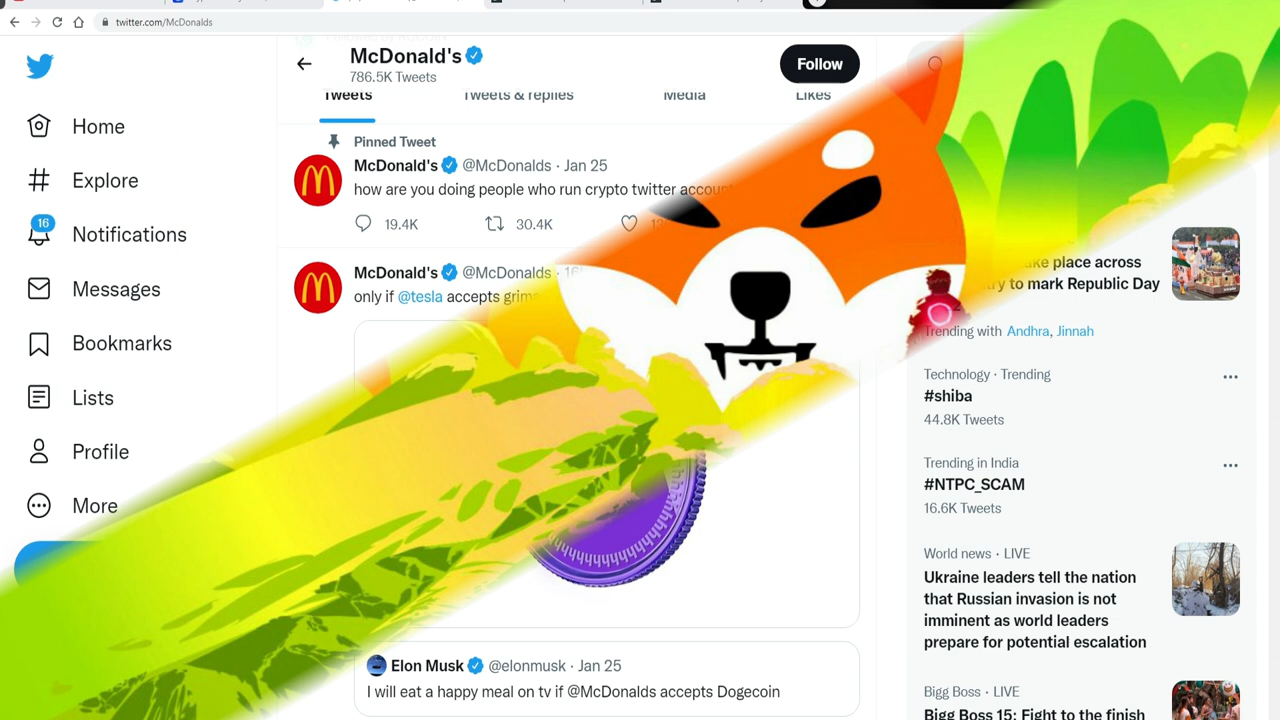 twitter.com/McDonalds
McDonald's
786.5K Tweets
Follow
Tweets
Tweets & replies
Media
Likes
Home
Explore
16
Notifications
Messages
Bookmarks
Lists
Profile
More
Pinned Tweet
McDonald's @McDonalds · Jan 25
how are you doing people who run crypto twitter
19.4K
30.4K
McDonald's @McDonalds ·
only if @tesla accepts
Elon Musk @elonmusk · Jan 25
I will eat a happy meal on tv if @McDonalds accepts Dogecoin
place across
to mark Republic Day
Trending with Andhra, Jinnah
Technology · Trending
#shiba
44.8K Tweets
Trending in India
#NTPC_SCAM
16.6K Tweets
World news · LIVE
Ukraine leaders tell the nation
that Russian invasion is not
imminent as world leaders
prepare for potential escalation
Bigg Boss · LIVE
Bigg Boss 15: Fight to the finish